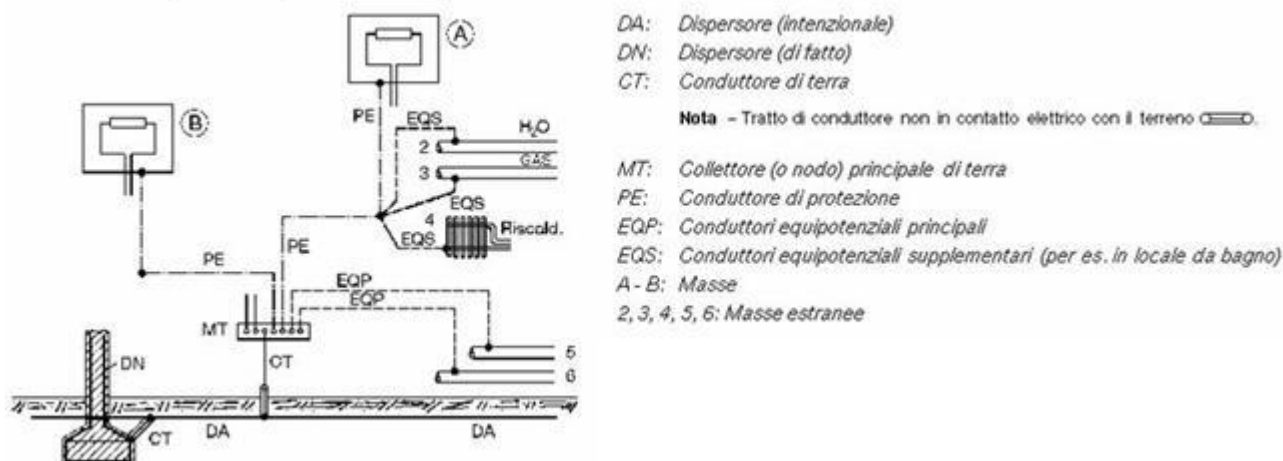 A
B
PE
EQS
H₂O
2
GAS
3
EQS
4
Riscald.
EQS
PE
PE
EQP
EQP
MT
CT
5
6
DN
CT
DA
DA
DA: Dispersore (intenzionale)
DN: Dispersore (di fatto)
CT: Conduttore di terra
Nota – Tratto di conduttore non in contatto elettrico con il terreno
MT: Collettore (o nodo) principale di terra
PE: Conduttore di protezione
EQP: Conduttori equipotenziali principali
EQS: Conduttori equipotenziali supplementari (per es. in locale da bagno)
A - B: Masse
2, 3, 4, 5, 6: Masse estranee